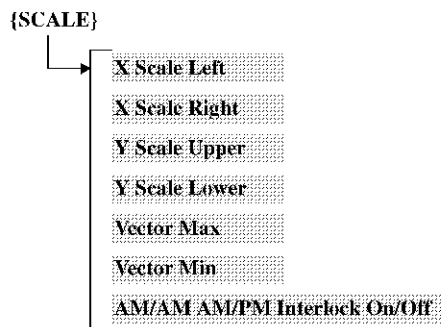 {SCALE}
X Scale Left
X Scale Right
Y Scale Upper
Y Scale Lower
Vector Max
Vector Min
AM/AM AM/PM Interlock On/Off